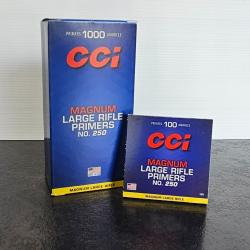 PRIMERS 1000 AMORCES
CCI
MAGNUM
LARGE RIFLE
PRIMERS
NO. 250
MAGNUM LARGE RIFLE
PRIMERS 100 AMORCES
CCI
MAGNUM
LARGE RIFLE
PRIMERS
NO. 250
MAGNUM LARGE RIFLE